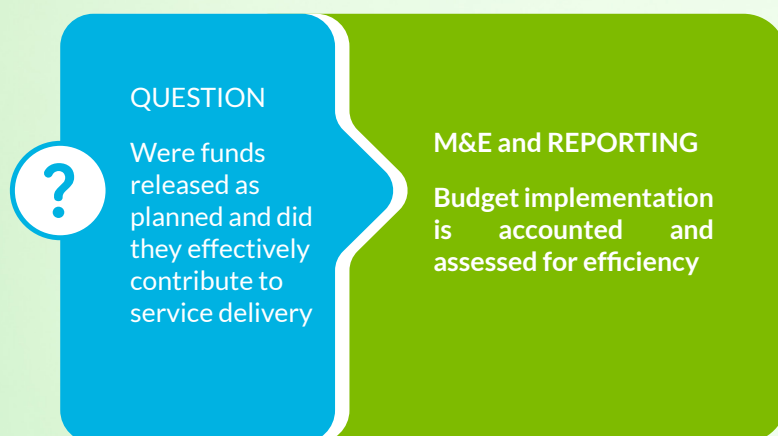 QUESTION
Were funds
released as
planned and did
they effectively
contribute to
service delivery
?
M&E and REPORTING
Budget implementation
is accounted and
assessed for efficiency